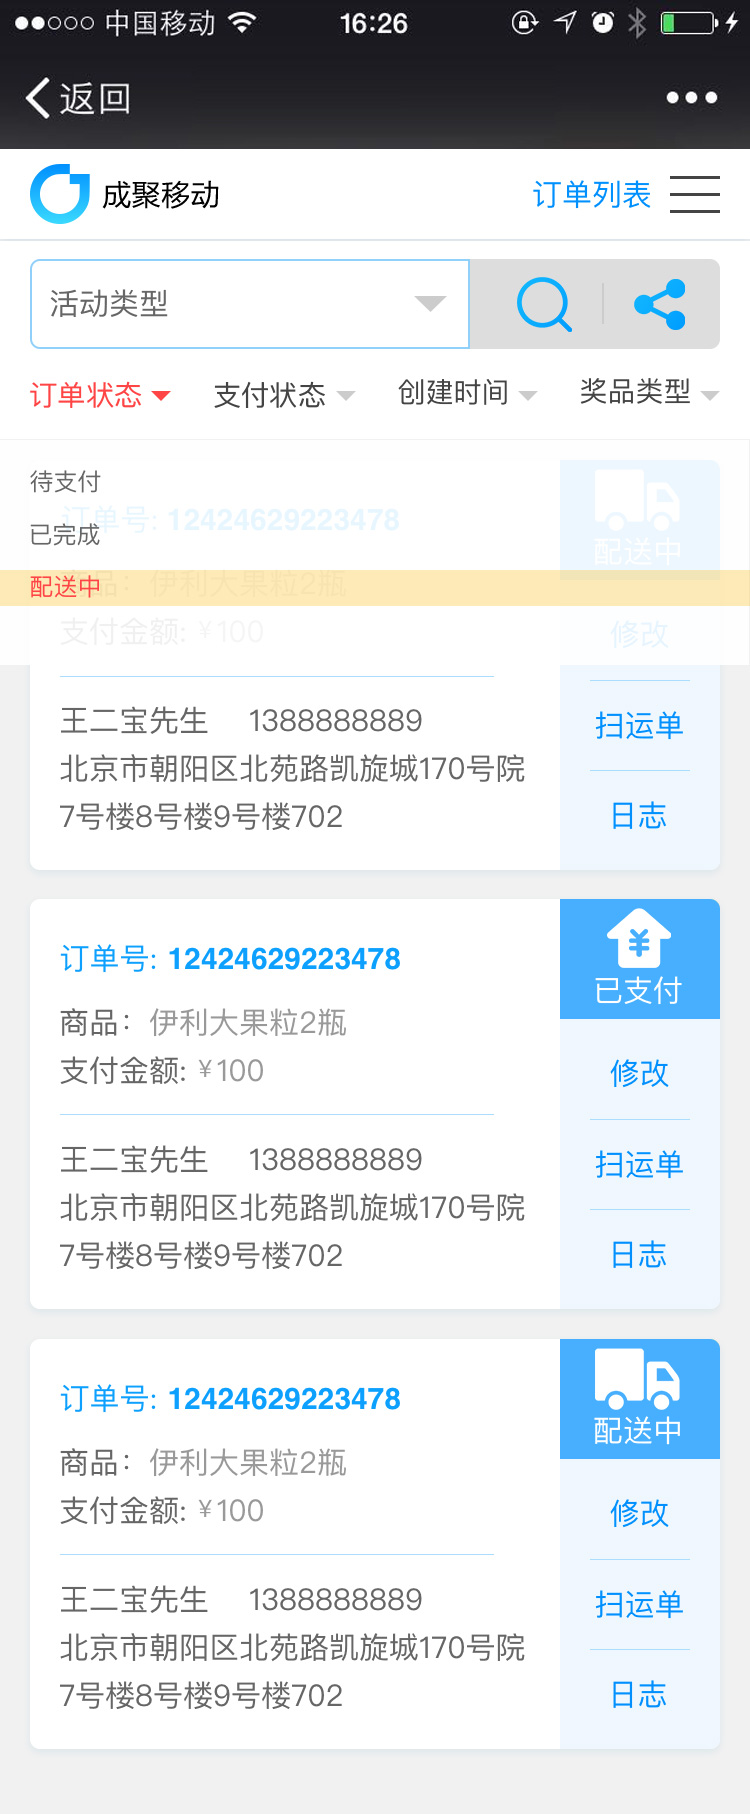 中国移动 16:26
返回
成聚移动 订单列表
活动类型
订单状态 支付状态 创建时间 奖品类型
待支付
订单号: 12424629223478
已完成
配送中
配送中
商品：伊利大果粒2瓶
支付金额: ¥100
修改
王二宝先生 1388888889
扫运单
北京市朝阳区北苑路凯旋城170号院
7号楼8号楼9号楼702
日志
订单号: 12424629223478
已支付
商品：伊利大果粒2瓶
支付金额: ¥100
修改
王二宝先生 1388888889
扫运单
北京市朝阳区北苑路凯旋城170号院
7号楼8号楼9号楼702
日志
订单号: 12424629223478
配送中
商品：伊利大果粒2瓶
支付金额: ¥100
修改
王二宝先生 1388888889
扫运单
北京市朝阳区北苑路凯旋城170号院
7号楼8号楼9号楼702
日志